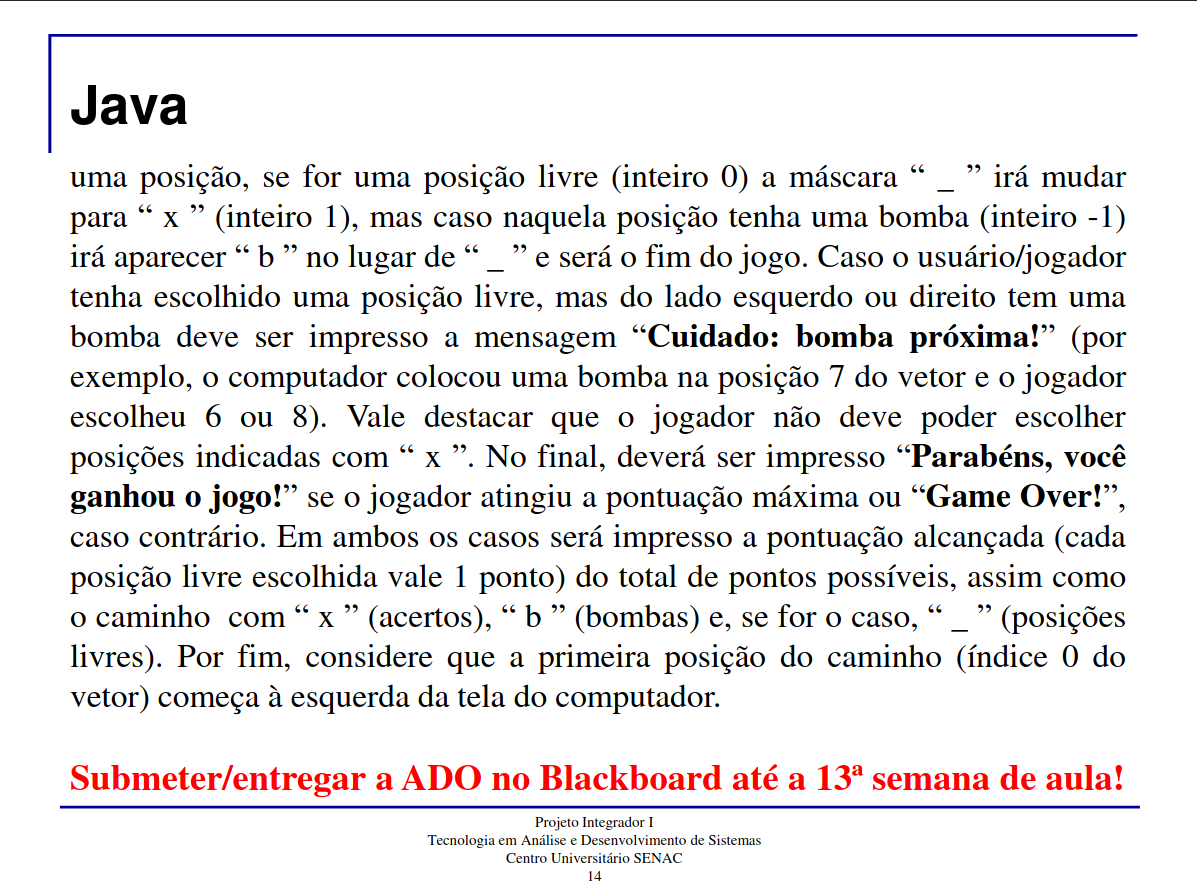 Java
uma posição, se for uma posição livre (inteiro 0) a máscara “ _ ” irá mudar
para “ x ” (inteiro 1), mas caso naquela posição tenha uma bomba (inteiro -1)
irá aparecer “ b ” no lugar de “ _ ” e será o fim do jogo. Caso o usuário/jogador
tenha escolhido uma posição livre, mas do lado esquerdo ou direito tem uma
bomba deve ser impresso a mensagem “Cuidado: bomba próxima!” (por
exemplo, o computador colocou uma bomba na posição 7 do vetor e o jogador
escolheu 6 ou 8). Vale destacar que o jogador não deve poder escolher
posições indicadas com “ x ”. No final, deverá ser impresso “Parabéns, você
ganhou o jogo!” se o jogador atingiu a pontuação máxima ou “Game Over!”,
caso contrário. Em ambos os casos será impresso a pontuação alcançada (cada
posição livre escolhida vale 1 ponto) do total de pontos possíveis, assim como
o caminho  com “ x ” (acertos), “ b ” (bombas) e, se for o caso, “ _ ” (posições
livres). Por fim, considere que a primeira posição do caminho (índice 0 do
vetor) começa à esquerda da tela do computador.
Submeter/entregar a ADO no Blackboard até a 13ª semana de aula!
Projeto Integrador I
Tecnologia em Análise e Desenvolvimento de Sistemas
Centro Universitário SENAC
14